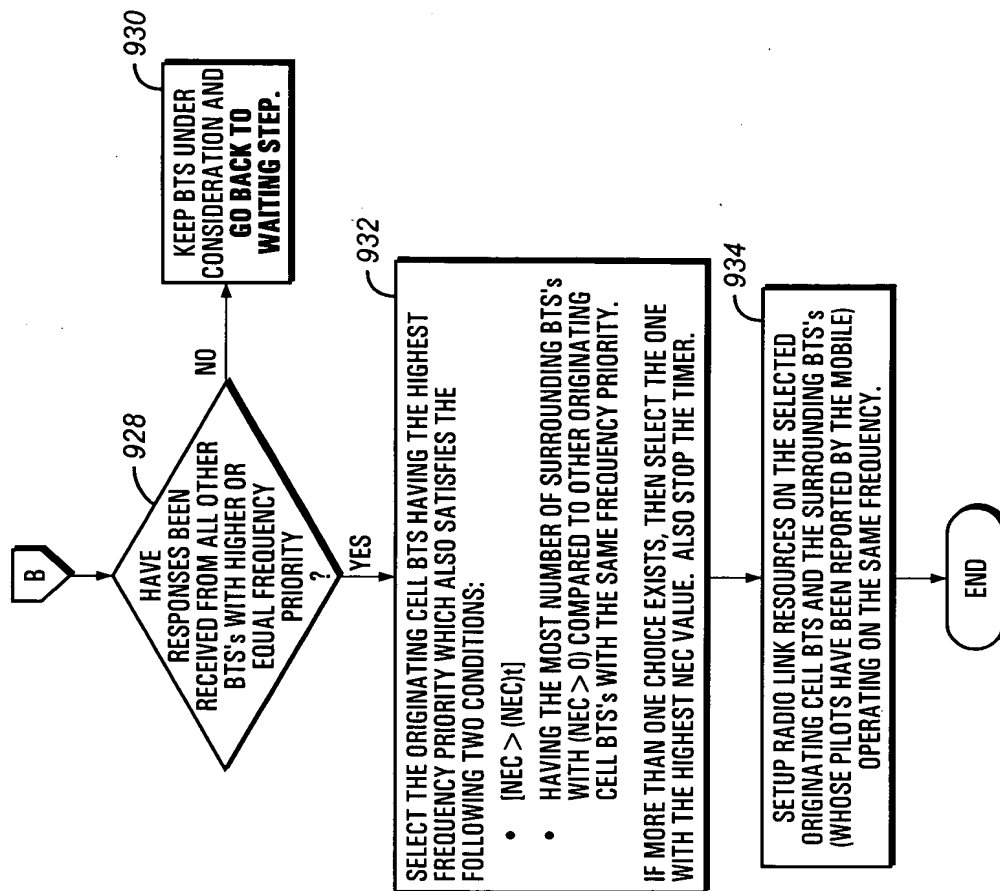 B
HAVE
RESPONSES BEEN
RECEIVED FROM ALL OTHER
BTS's WITH HIGHER OR
EQUAL FREQUENCY
PRIORITY
?
928
NO
930
KEEP BTS UNDER
CONSIDERATION AND
GO BACK TO
WAITING STEP.
YES
932
SELECT THE ORIGINATING CELL BTS HAVING THE HIGHEST
FREQUENCY PRIORITY WHICH ALSO SATISFIES THE
FOLLOWING TWO CONDITIONS:
• [NEC > (NEC)t]
• HAVING THE MOST NUMBER OF SURROUNDING BTS's
WITH (NEC > 0) COMPARED TO OTHER ORIGINATING
CELL BTS's WITH THE SAME FREQUENCY PRIORITY.
IF MORE THAN ONE CHOICE EXISTS, THEN SELECT THE ONE
WITH THE HIGHEST NEC VALUE. ALSO STOP THE TIMER.
934
SETUP RADIO LINK RESOURCES ON THE SELECTED
ORIGINATING CELL BTS AND THE SURROUNDING BTS's
(WHOSE PILOTS HAVE BEEN REPORTED BY THE MOBILE)
OPERATING ON THE SAME FREQUENCY.
END